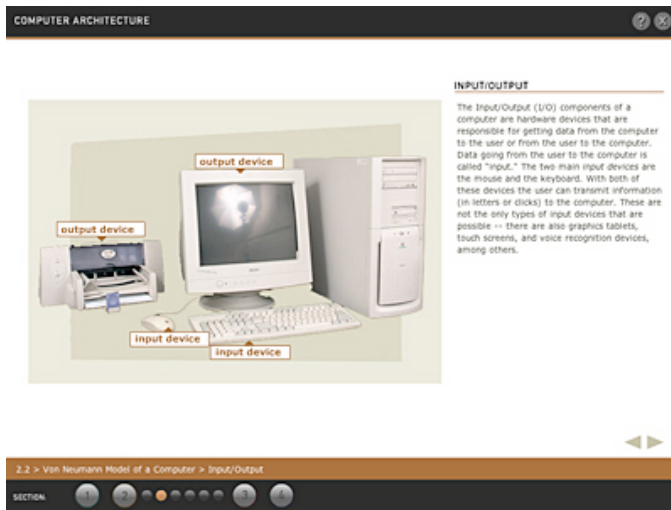 COMPUTER ARCHITECTURE
?
INPUT/OUTPUT
The Input/Output (I/O) components of a
computer are hardware devices that are
responsible for getting data from the computer
to the user or from the user to the computer.
Data going from the user to the computer is
called "input." The two main input devices are
the mouse and the keyboard. With both of
these devices the user can transmit information
(in letters or clicks) to the computer. These are
not the only types of input devices that are
possible -- there are also graphics tablets,
touch screens, and voice recognition devices,
among others.
output device
output device
input device
input device
2.2 > Von Neumann Model of a Computer > Input/Output
SECTION: 1 2 3 4